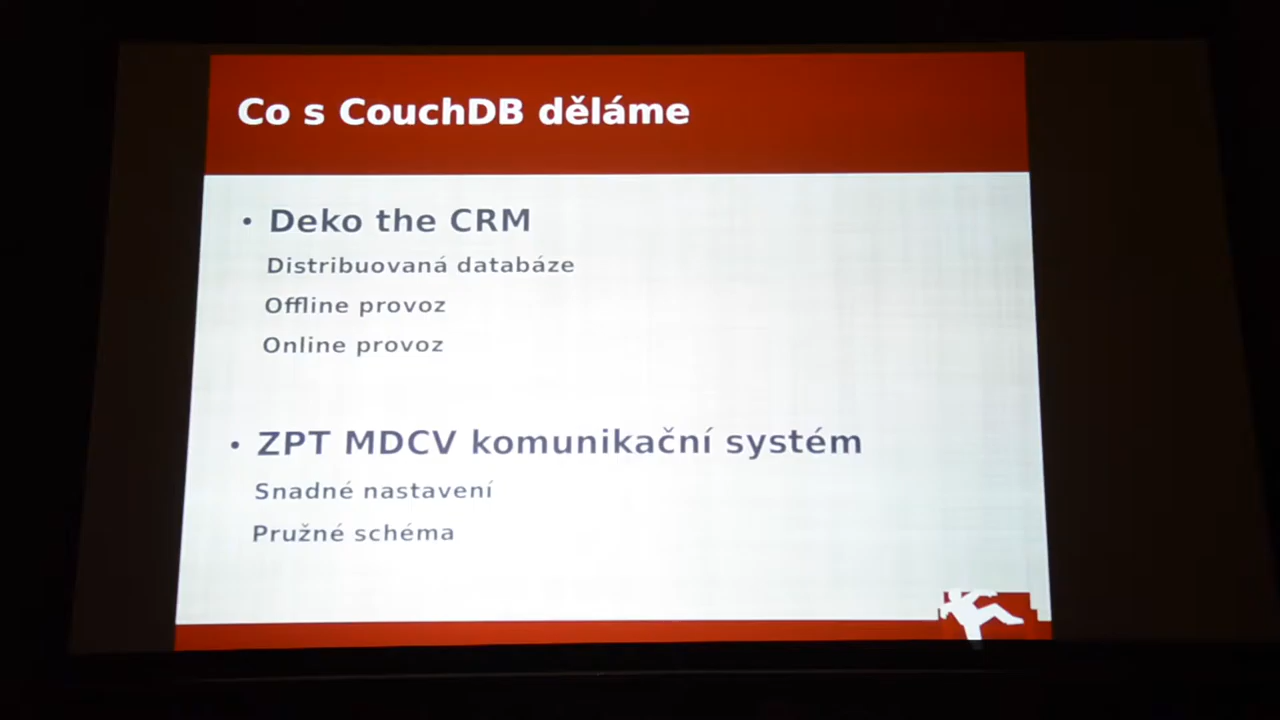 Co s CouchDB děláme
• Deko the CRM
Distribuovaná databáze
Offline provoz
Online provoz
• ZPT MDCV komunikační systém
Snadné nastavení
Pružné schéma